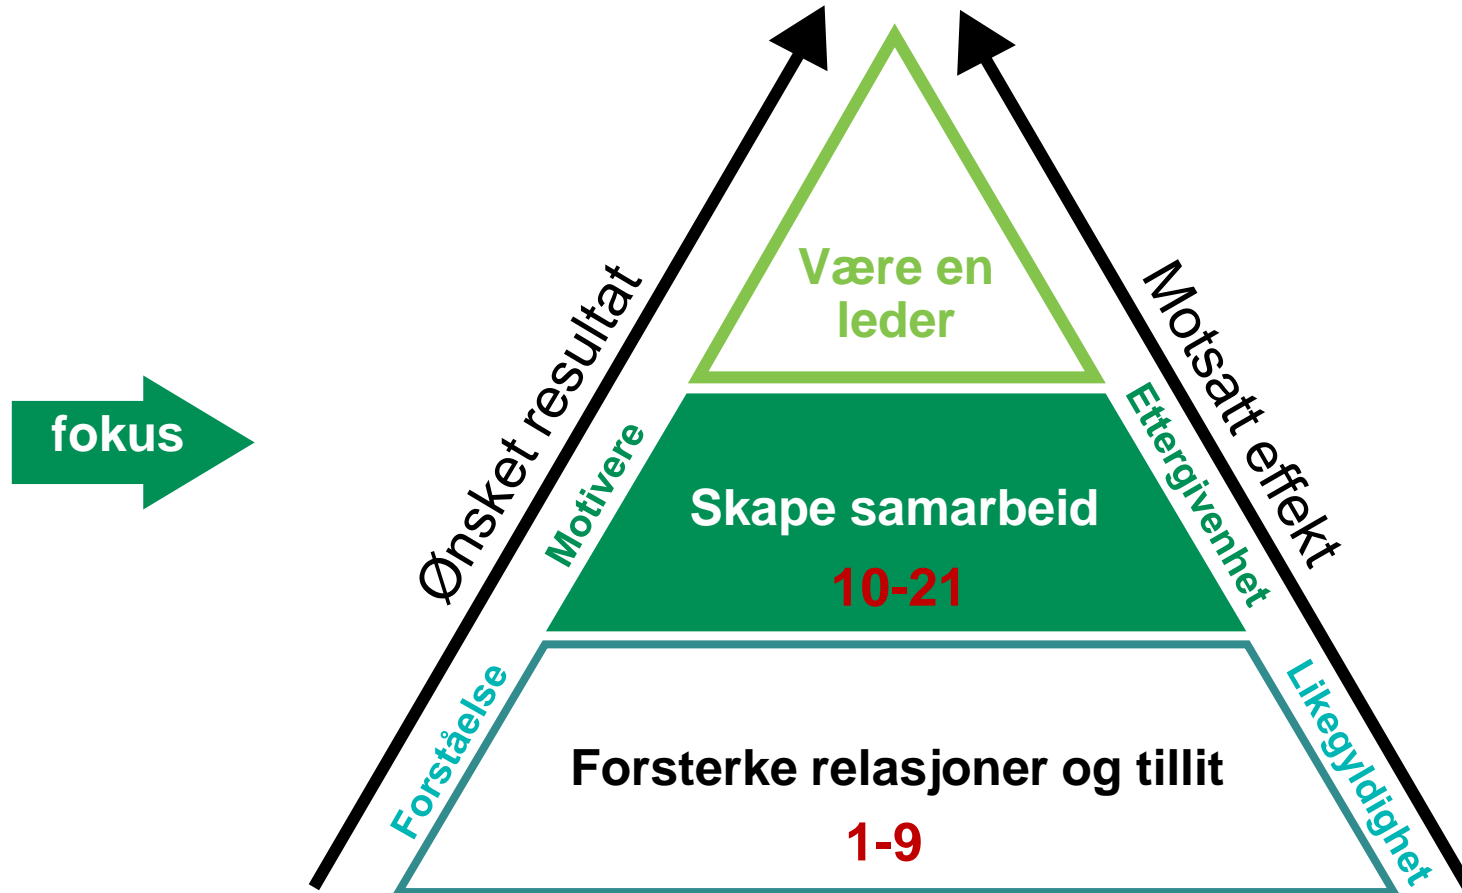 Være en
leder
Ønsket resultat
Motsatt effekt
fokus
Motivere
Ettergivenhet
Skape samarbeid
10-21
Forståelse
Likegyldighet
Forsterke relasjoner og tillit
1-9